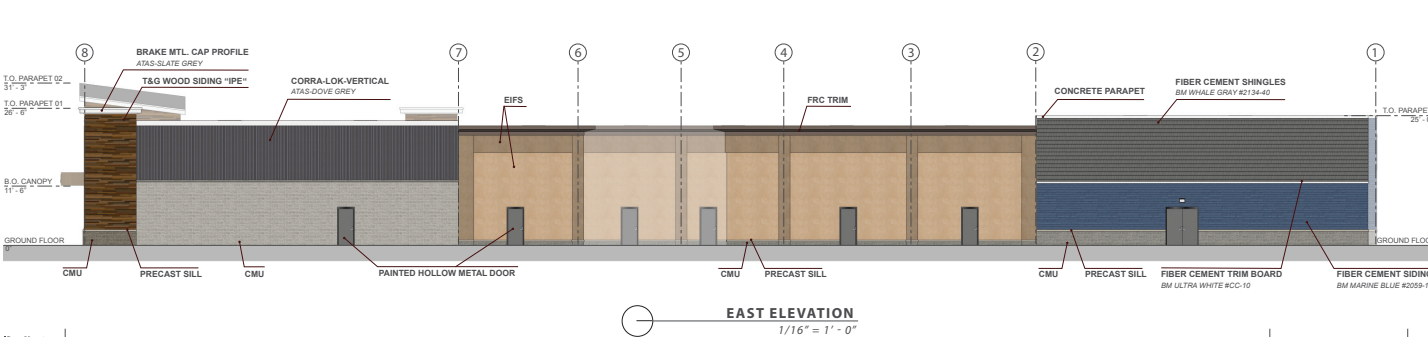 8
7
6
5
4
3
2
1
BRAKE MTL. CAP PROFILE
ATAS-SLATE GREY
T&G WOOD SIDING "IPE"
CORRA-LOK-VERTICAL
ATAS-DOVE GREY
EIFS
FRC TRIM
CONCRETE PARAPET
FIBER CEMENT SHINGLES
BM WHALE GRAY #2134-40
T.O. PARAPET 02
31' - 3"
T.O. PARAPET 01
26' - 6"
B.O. CANOPY
11' - 6"
GROUND FLOOR
0"
T.O. PARAPE
25' -
GROUND FLOO
CMU
PRECAST SILL
CMU
PAINTED HOLLOW METAL DOOR
CMU
PRECAST SILL
CMU
PRECAST SILL
FIBER CEMENT TRIM BOARD
BM ULTRA WHITE #CC-10
FIBER CEMENT SIDING
BM MARINE BLUE #2059-1
EAST ELEVATION
1/16" = 1' - 0"